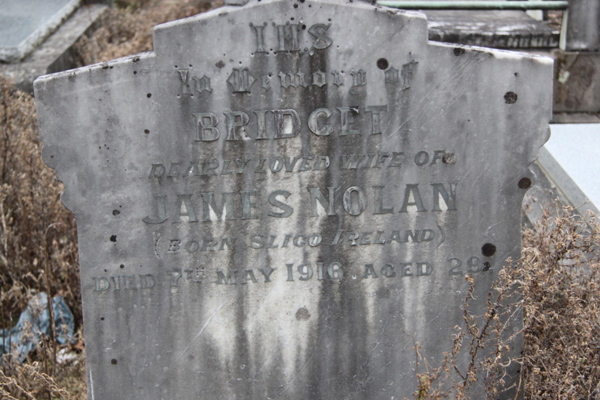 IHS
In Memory of
BRIDGET
DEARLY LOVED WIFE OF
JAMES NOLAN
(BORN SLIGO IRELAND)
DIED 7TH MAY 1916. AGED 29.